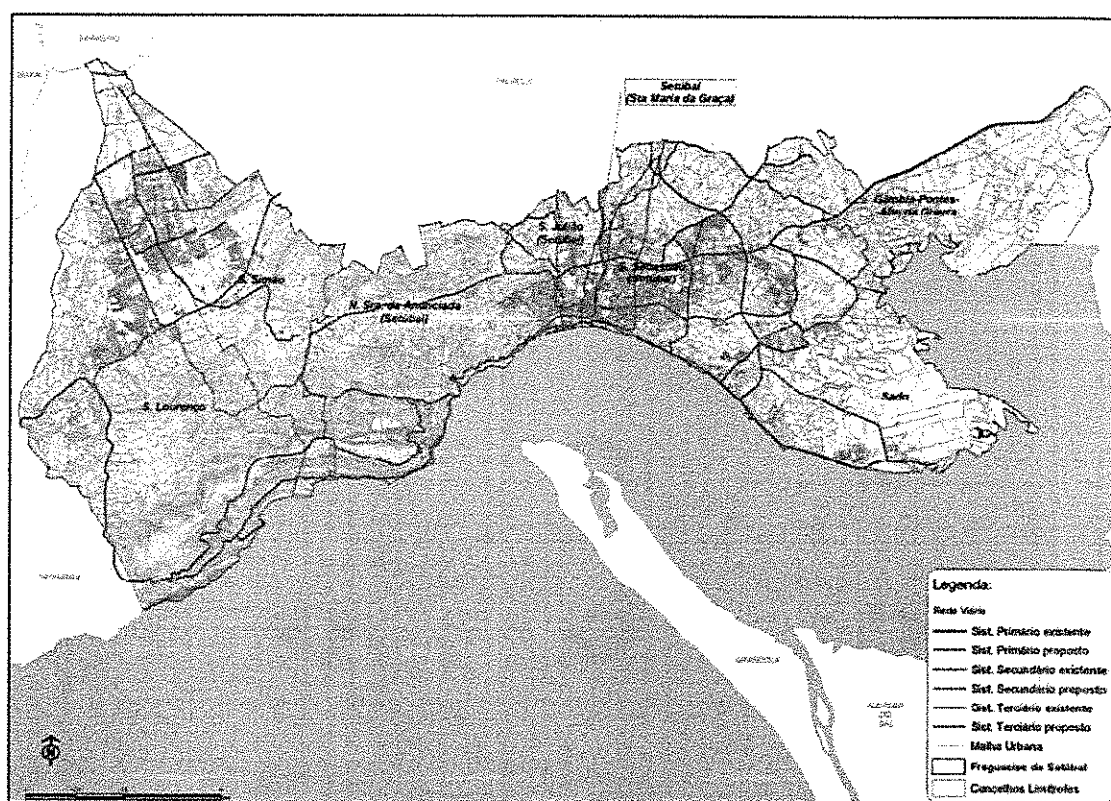 Setúbal
(Sta Maria da Graça)
Gâmbia-Pontes-
Alto da Guerra
S. Julião
(Setúbal)
S. Sebastião
(Setúbal)
S. Simão
N. Sra da Anunciada
(Setúbal)
S. Lourenço
Sado
Legenda:
Rede Viária
Sist. Primário existente
Sist. Primário proposto
Sist. Secundário existente
Sist. Secundário proposto
Sist. Terciário existente
Sist. Terciário proposto
Malha Urbana
Freguesias de Setúbal
Concelhos Limítrofes